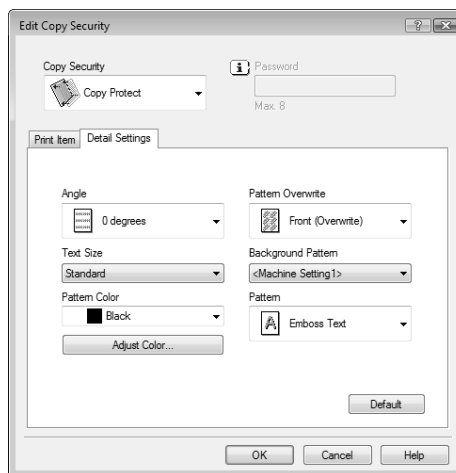 Edit Copy Security
Copy Security
Copy Protect
Password
Max. 8
Print Item
Detail Settings
Angle
0 degrees
Pattern Overwrite
Front (Overwrite)
Text Size
Standard
Background Pattern
<Machine Setting1>
Pattern Color
Black
Pattern
Emboss Text
Adjust Color...
Default
OK
Cancel
Help